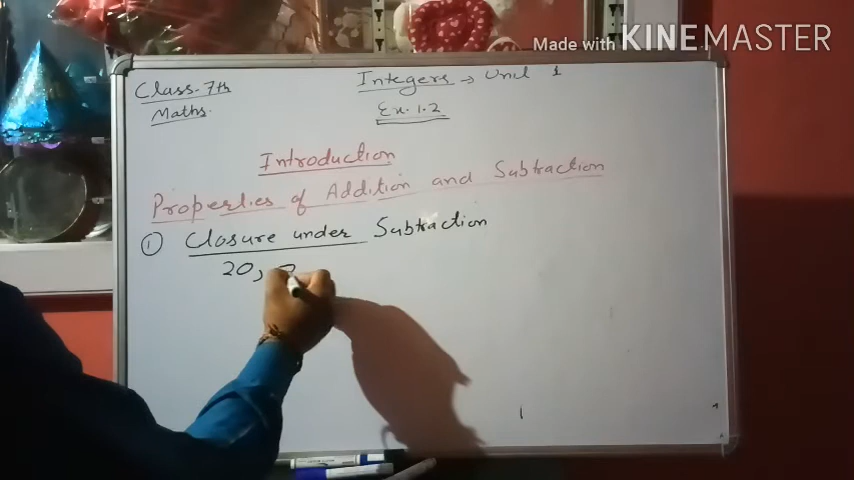 Made with KINEMASTER
Class-7th
Integers → Unit 1
Maths.
Ex. 1.2
Introduction
Properties of Addition and Subtraction
① Closure under Subtraction
20,